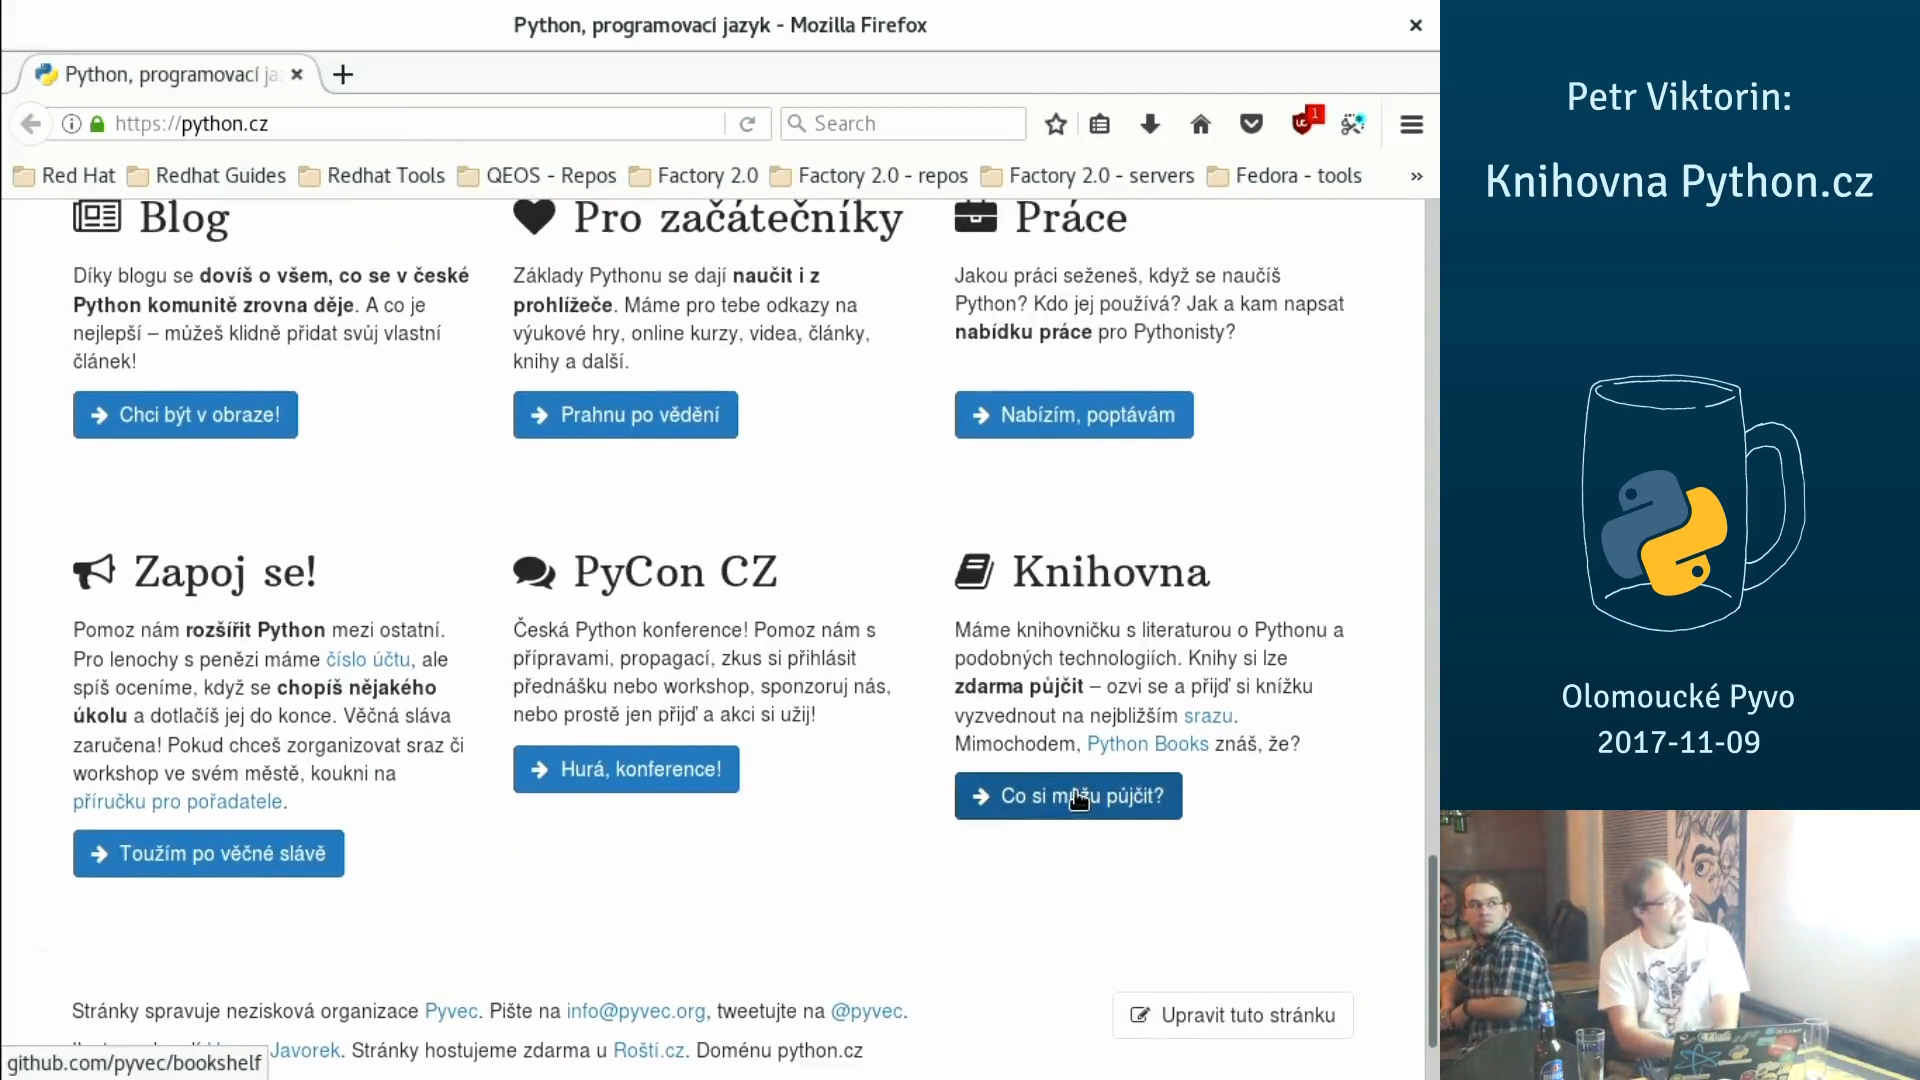 Python, programovací jazyk - Mozilla Firefox
Python, programovací ja
https://python.cz
Search
1
Red Hat
Redhat Guides
Redhat Tools
QEOS - Repos
Factory 2.0
Factory 2.0 - repos
Factory 2.0 - servers
Fedora - tools
»
Blog
Díky blogu se dovíš o všem, co se v české
Python komunitě zrovna děje. A co je
nejlepší – můžeš klidně přidat svůj vlastní
článek!
Chci být v obraze!
Pro začátečníky
Základy Pythonu se dají naučit i z
prohlížeče. Máme pro tebe odkazy na
výukové hry, online kurzy, videa, články,
knihy a další.
Prahnu po vědění
Práce
Jakou práci seženeš, když se naučíš
Python? Kdo jej používá? Jak a kam napsat
nabídku práce pro Pythonisty?
Nabízím, poptávám
Zapoj se!
Pomoz nám rozšířit Python mezi ostatní.
Pro lenochy s penězi máme číslo účtu, ale
spíš oceníme, když se chopíš nějakého
úkolu a dotlačíš jej do konce. Věčná sláva
zaručena! Pokud chceš zorganizovat sraz či
workshop ve svém městě, koukni na
příručku pro pořadatele.
Toužím po věčné slávě
PyCon CZ
Česká Python konference! Pomoz nám s
přípravami, propagací, zkus si přihlásit
přednášku nebo workshop, sponzoruj nás,
nebo prostě jen přijď a akci si užij!
Hurá, konference!
Knihovna
Máme knihovničku s literaturou o Pythonu a
podobných technologiích. Knihy si lze
zdarma půjčit – ozvi se a přijď si knížku
vyzvednout na nejbližším srazu.
Mimochodem, Python Books znáš, že?
Co si můžu půjčit?
Stránky spravuje nezisková organizace Pyvec. Pište na info@pyvec.org, tweetujte na @pyvec.
Javorek. Stránky hostujeme zdarma u Roští.cz. Doménu python.cz
Upravit tuto stránku
github.com/pyvec/bookshelf
Petr Viktorin:
Knihovna Python.cz
Olomoucké Pyvo
2017-11-09